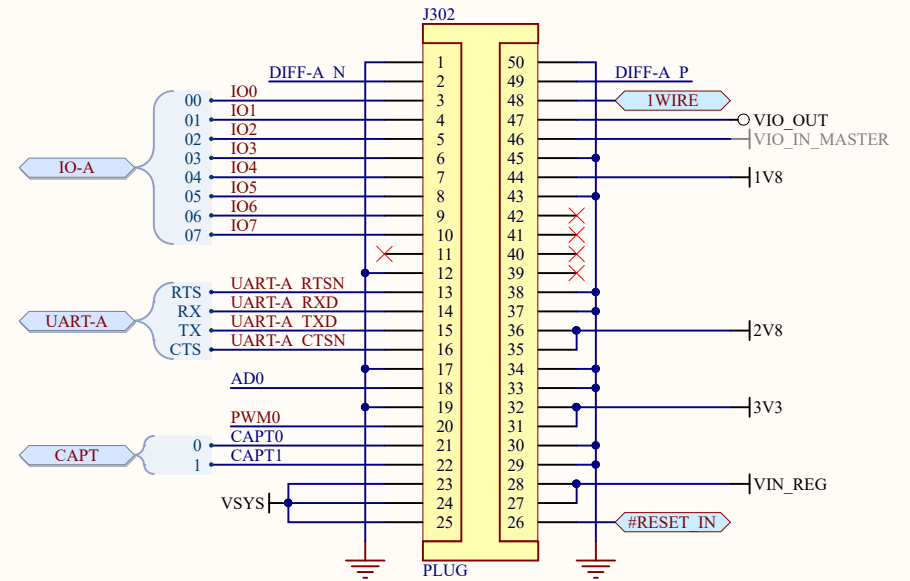 J302
1 50
DIFF-A_N 2 49 DIFF-A_P
00 IO0 3 48 1WIRE
01 IO1 4 47 VIO_OUT
02 IO2 5 46 VIO_IN_MASTER
03 IO3 6 45
IO-A 04 IO4 7 44 1V8
05 IO5 8 43
06 IO6 9 42
07 IO7 10 41
11 40
12 39
RTS UART-A_RTSN 13 38
RX UART-A_RXD 14 37
UART-A TX UART-A_TXD 15 36 2V8
CTS UART-A_CTSN 16 35
17 34
AD0 18 33
19 32 3V3
PWM0 20 31
0 CAPT0 21 30
CAPT 1 CAPT1 22 29
23 28 VIN_REG
VSYS 24 27
25 26 #RESET_IN
PLUG